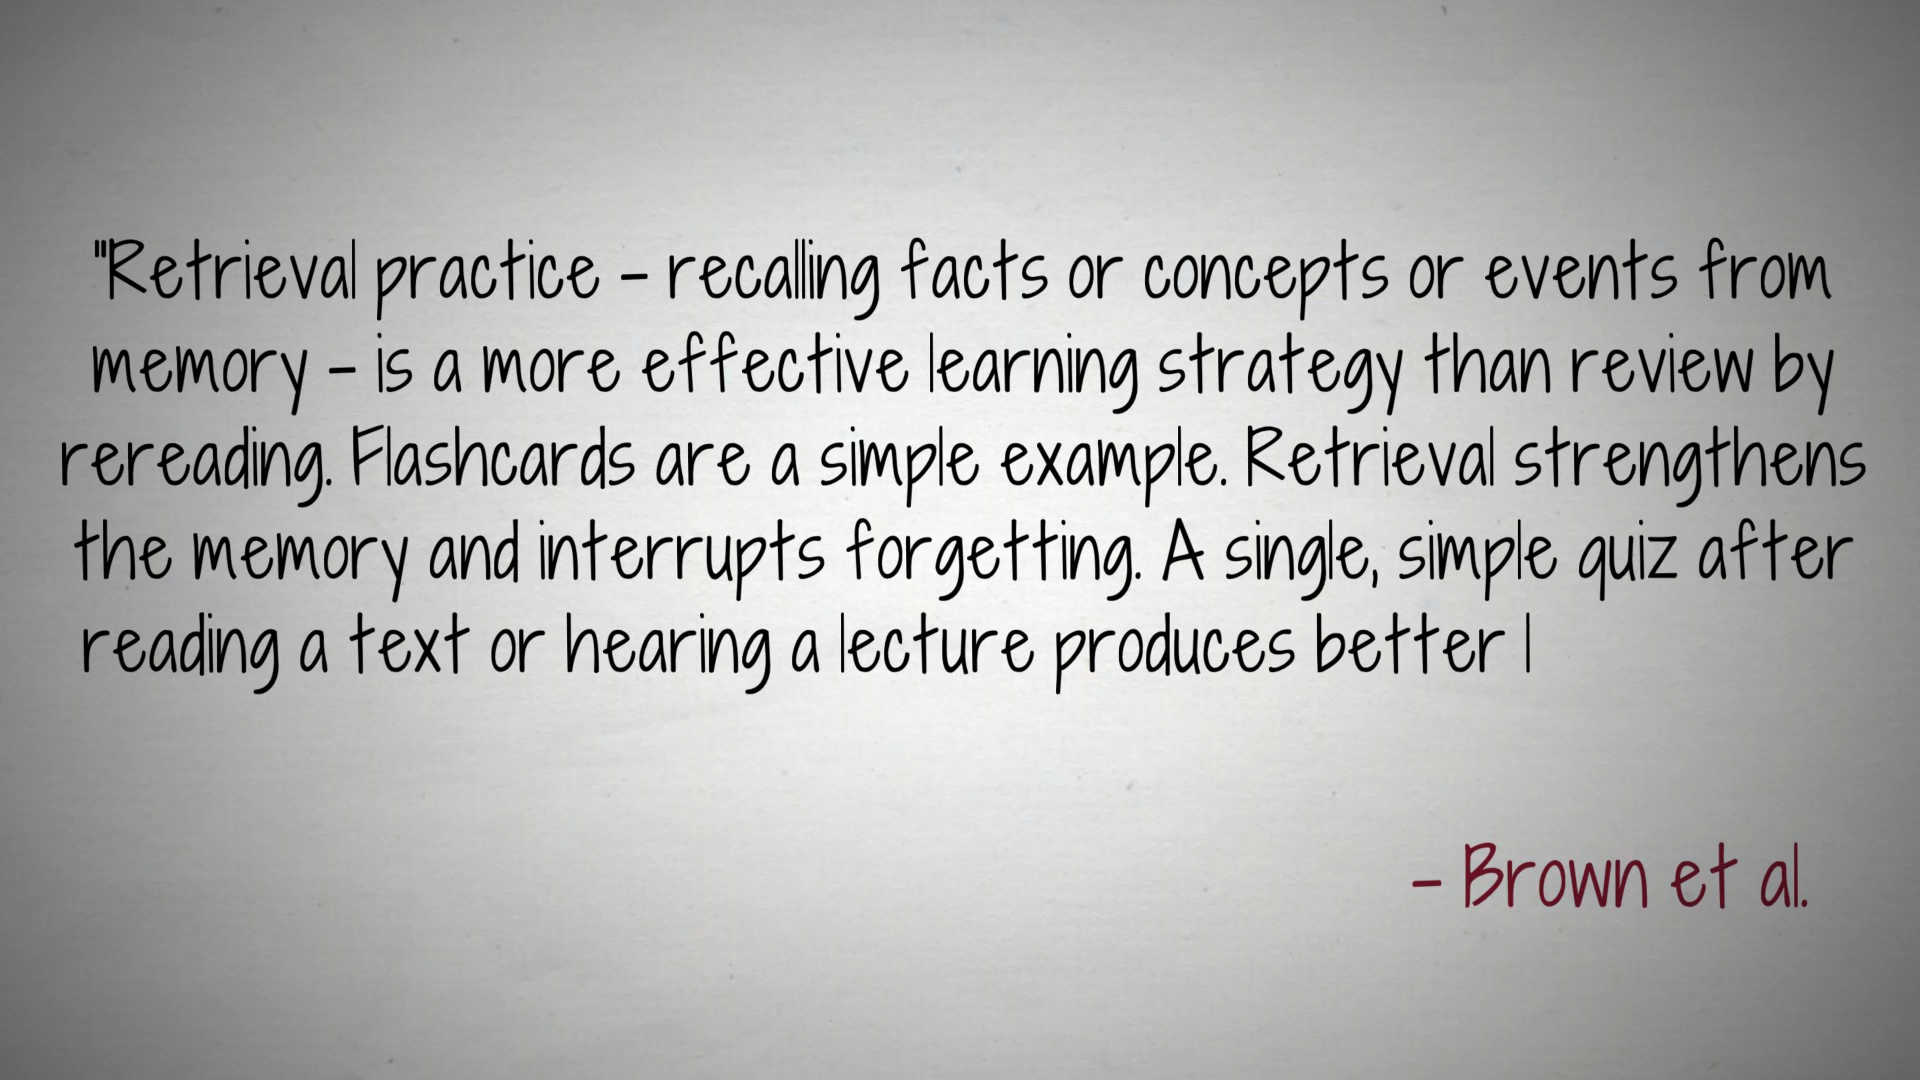 "Retrieval practice - recalling facts or concepts or events from
memory - is a more effective learning strategy than review by
rereading. Flashcards are a simple example. Retrieval strengthens
the memory and interrupts forgetting. A single, simple quiz after
reading a text or hearing a lecture produces better l
- Brown et al.